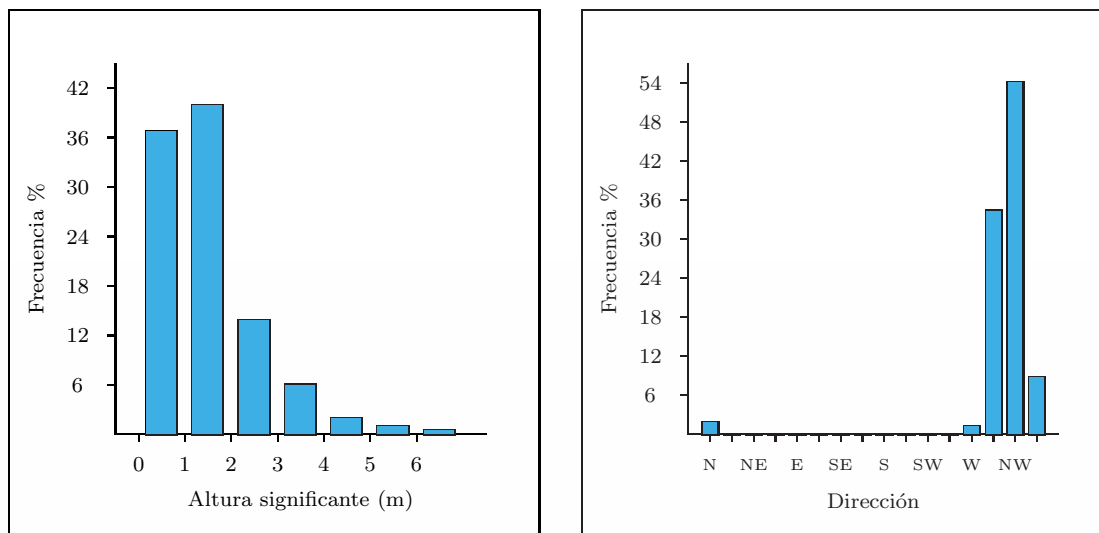 42
36
30
24
18
12
6
Frecuencia %
0 1 2 3 4 5 6
Altura significante (m)
54
48
42
36
30
24
18
12
6
Frecuencia %
N NE E SE S SW W NW
Dirección